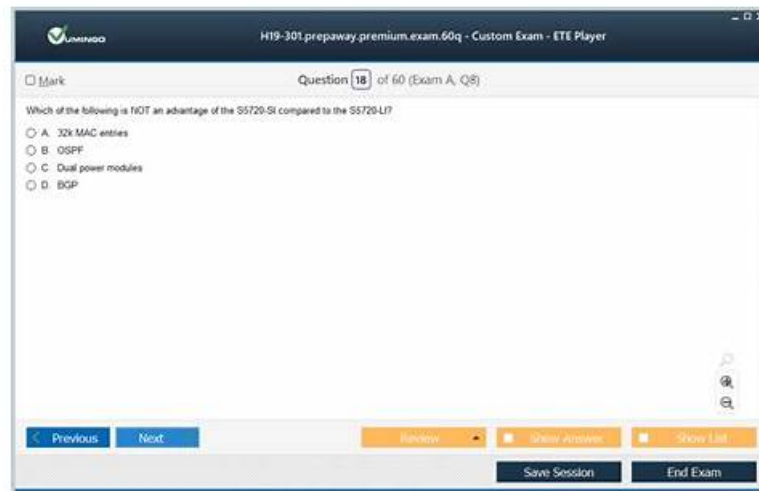 VUMINGO
H19-301.prepaway.premium.exam.60q - Custom Exam - ETE Player
Mark
Question 18 of 60 (Exam A, Q8)
Which of the following is NOT an advantage of the S5720-SI compared to the S5720-LI?
A. 32k MAC entries
B. OSPF
C. Dual power modules
D. BGP
Previous
Next
Review
Show Answer
Show List
Save Session
End Exam